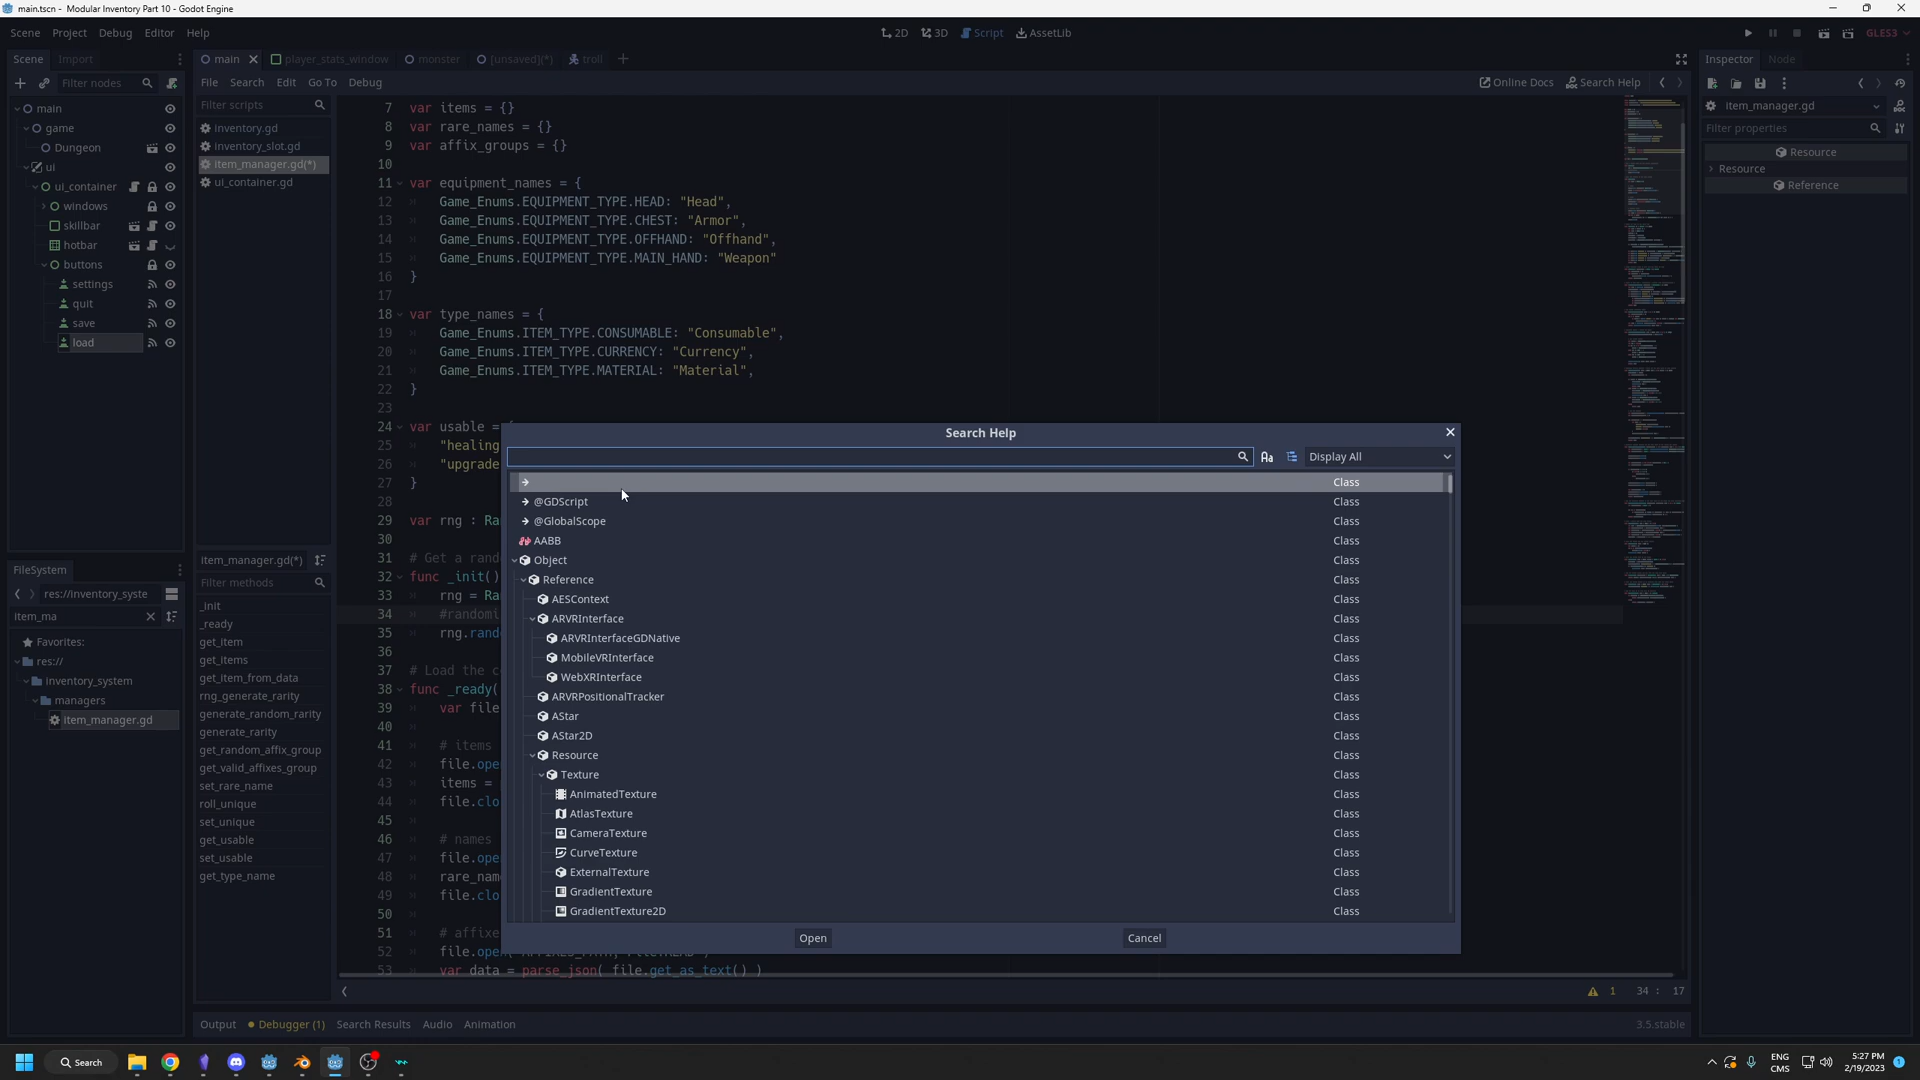 main.tscn - Modular Inventory Part 10 - Godot Engine
Scene Project Debug Editor Help
2D 3D Script AssetLib
GLES3
Scene Import
Filter nodes
main
game
Dungeon
ui
ui_container
windows
skillbar
hotbar
buttons
settings
quit
save
load
FileSystem
res://inventory_syste
item_ma
Favorites:
res://
inventory_system
managers
item_manager.gd
main player_stats_window monster [unsaved](*) troll
File Search Edit Go To Debug
Online Docs Search Help
Filter scripts
inventory.gd
inventory_slot.gd
item_manager.gd(*)
ui_container.gd
item_manager.gd(*)
Filter methods
_init
_ready
get_item
get_items
get_item_from_data
rng_generate_rarity
generate_random_rarity
generate_rarity
get_random_affix_group
get_valid_affixes_group
set_rare_name
roll_unique
set_unique
get_usable
set_usable
get_type_name
7 var items = {}
8 var rare_names = {}
9 var affix_groups = {}
10
11 var equipment_names = {
12 Game_Enums.EQUIPMENT_TYPE.HEAD: "Head",
13 Game_Enums.EQUIPMENT_TYPE.CHEST: "Armor",
14 Game_Enums.EQUIPMENT_TYPE.OFFHAND: "Offhand",
15 Game_Enums.EQUIPMENT_TYPE.MAIN_HAND: "Weapon"
16 }
17
18 var type_names = {
19 Game_Enums.ITEM_TYPE.CONSUMABLE: "Consumable",
20 Game_Enums.ITEM_TYPE.CURRENCY: "Currency",
21 Game_Enums.ITEM_TYPE.MATERIAL: "Material",
22 }
23
24 var usable =
25 "healing
26 "upgrade
27 }
28
29 var rng : Ra
30
31 # Get a rand
32 func _init()
33 rng = Ra
34 #randomi
35 rng.rand
36
37 # Load the c
38 func _ready(
39 var file
40
41 # items
42 file.ope
43 items =
44 file.clo
45
46 # names
47 file.ope
48 rare_nam
49 file.clo
50
51 # affixe
52 file.ope
53 var data = parse_json( file.get_as_text() )
Search Help
Display All
Class
@GDScript Class
@GlobalScope Class
AABB Class
Object Class
Reference Class
AESContext Class
ARVRInterface Class
ARVRInterfaceGDNative Class
MobileVRInterface Class
WebXRInterface Class
ARVRPositionalTracker Class
AStar Class
AStar2D Class
Resource Class
Texture Class
AnimatedTexture Class
AtlasTexture Class
CameraTexture Class
CurveTexture Class
ExternalTexture Class
GradientTexture Class
GradientTexture2D Class
Open Cancel
1 34 : 17
Output Debugger (1) Search Results Audio Animation
3.5.stable
Inspector Node
item_manager.gd
Filter properties
Resource
Resource
Reference
Search
ENG
CMS
5:27 PM
2/19/2023
1